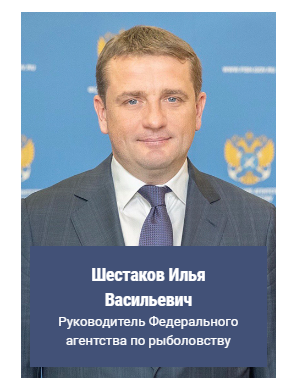 Шестаков Илья
Васильевич
Руководитель Федерального
агентства по рыболовству